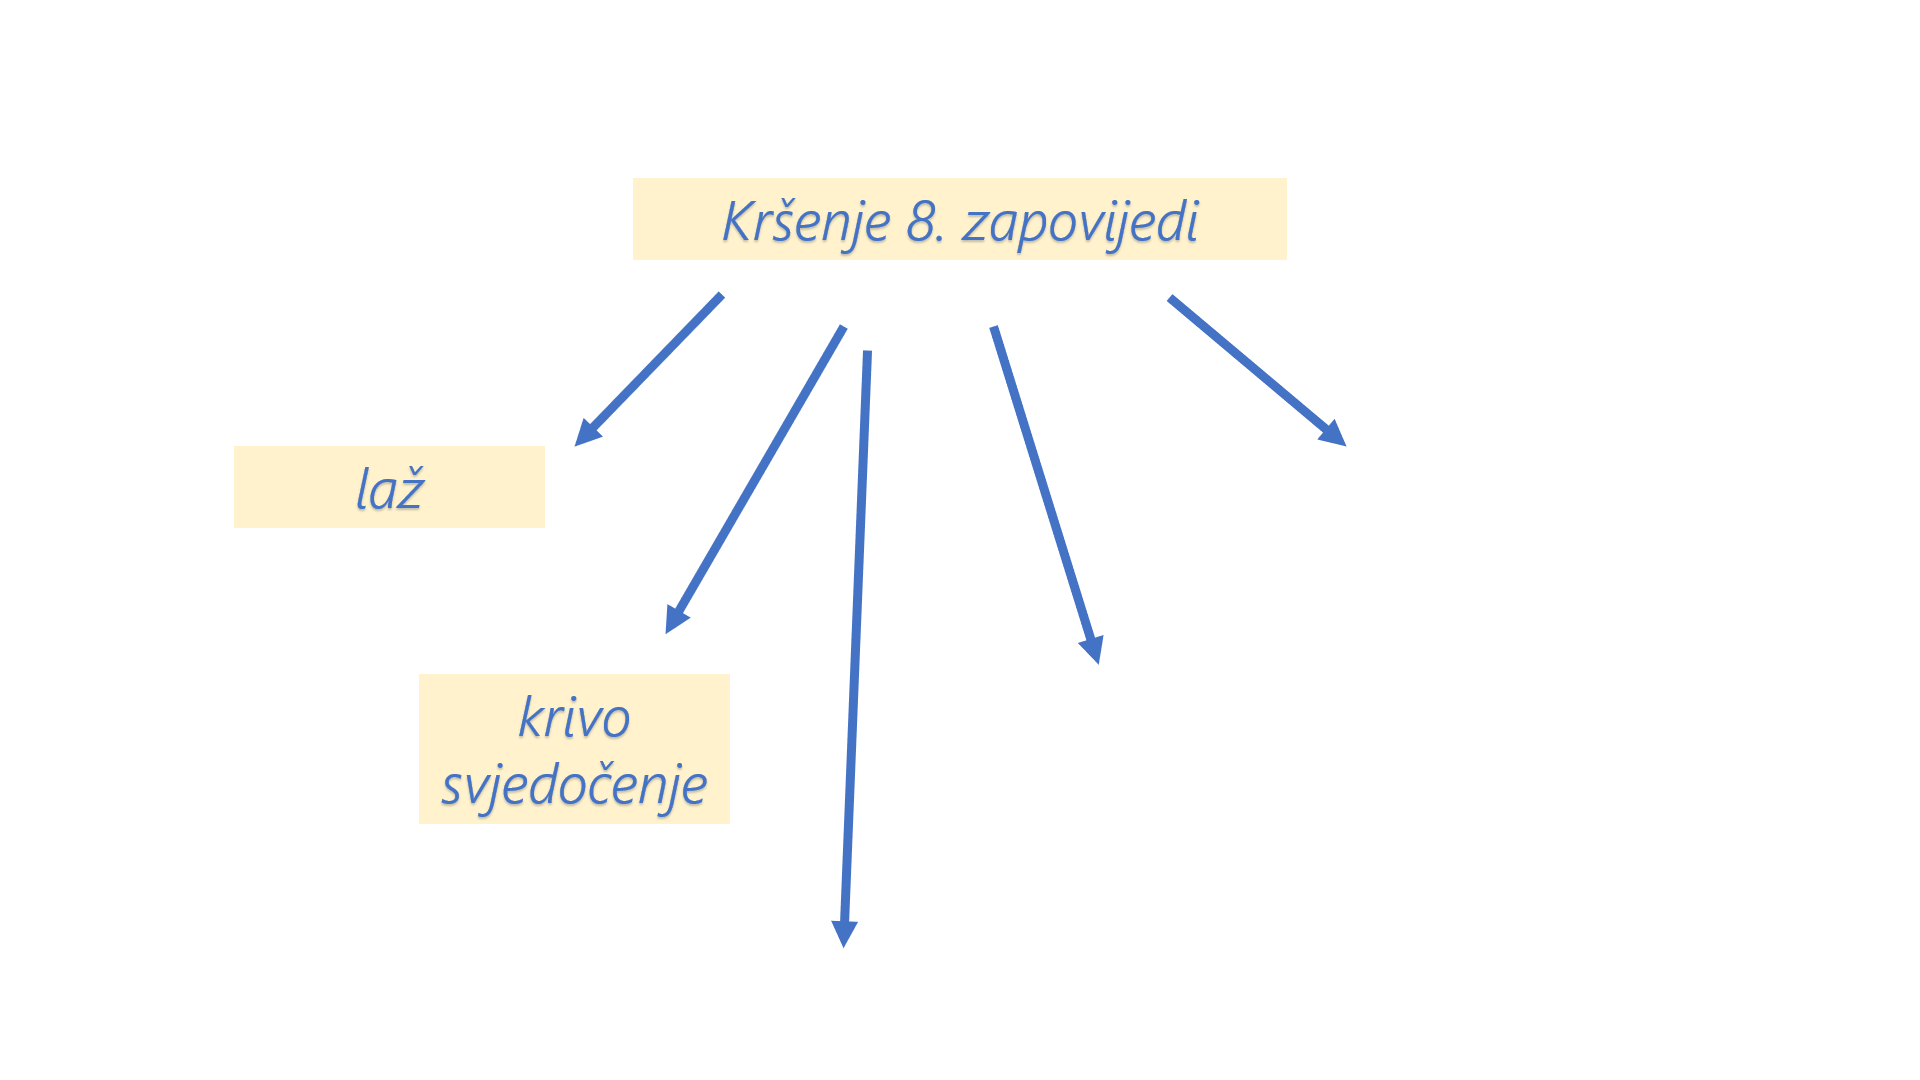 Kršenje 8. zapovijedi
laž
krivo
svjedočenje